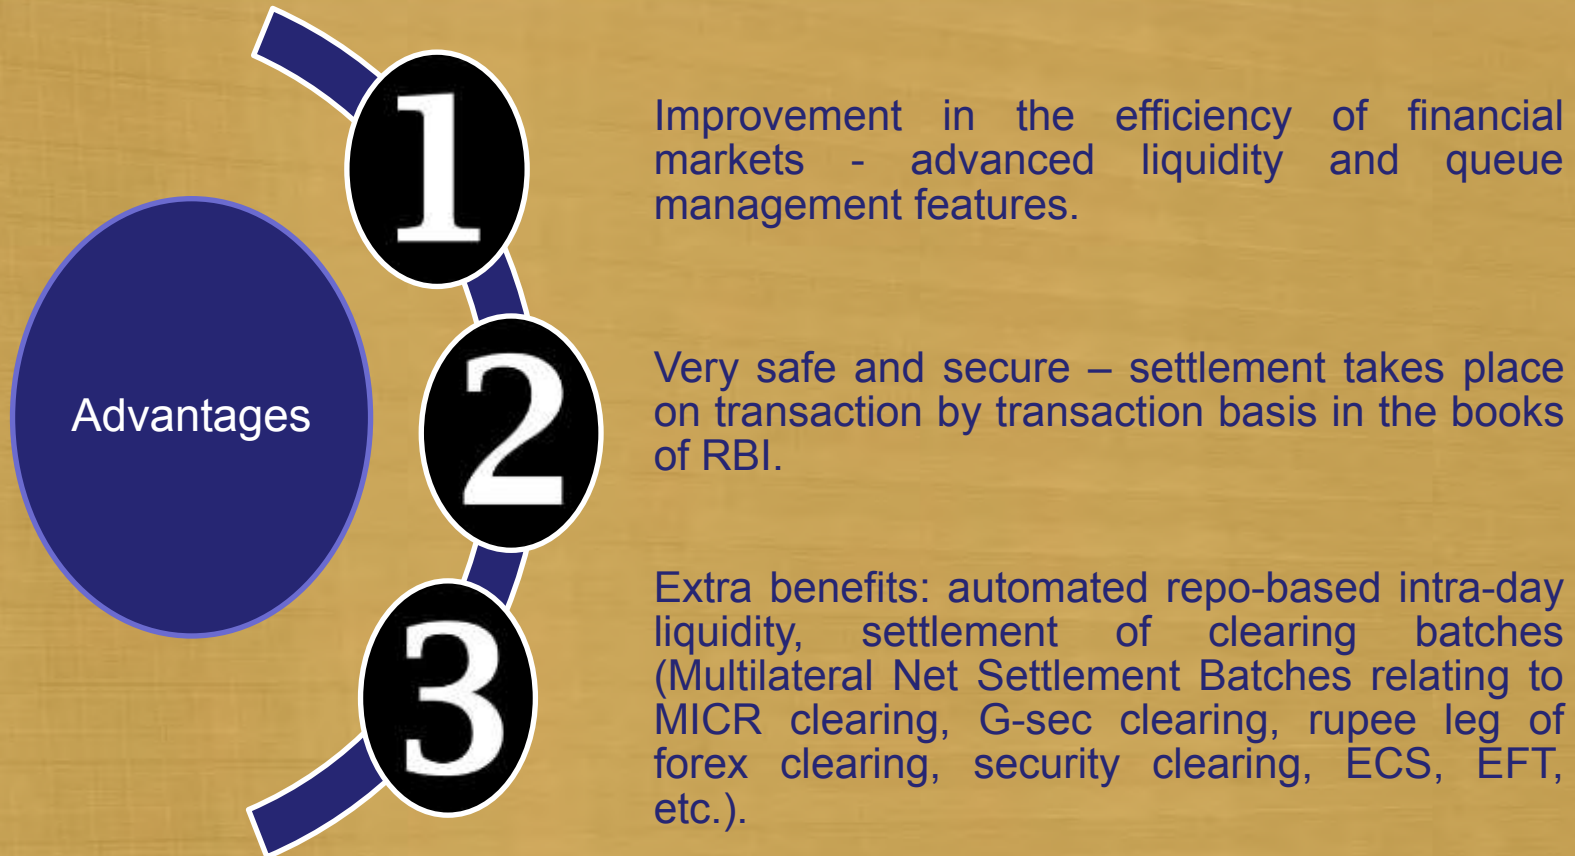 Advantages
1
Improvement in the efficiency of financial
markets - advanced liquidity and queue
management features.
2
Very safe and secure – settlement takes place
on transaction by transaction basis in the books
of RBI.
3
Extra benefits: automated repo-based intra-day
liquidity, settlement of clearing batches
(Multilateral Net Settlement Batches relating to
MICR clearing, G-sec clearing, rupee leg of
forex clearing, security clearing, ECS, EFT,
etc.).